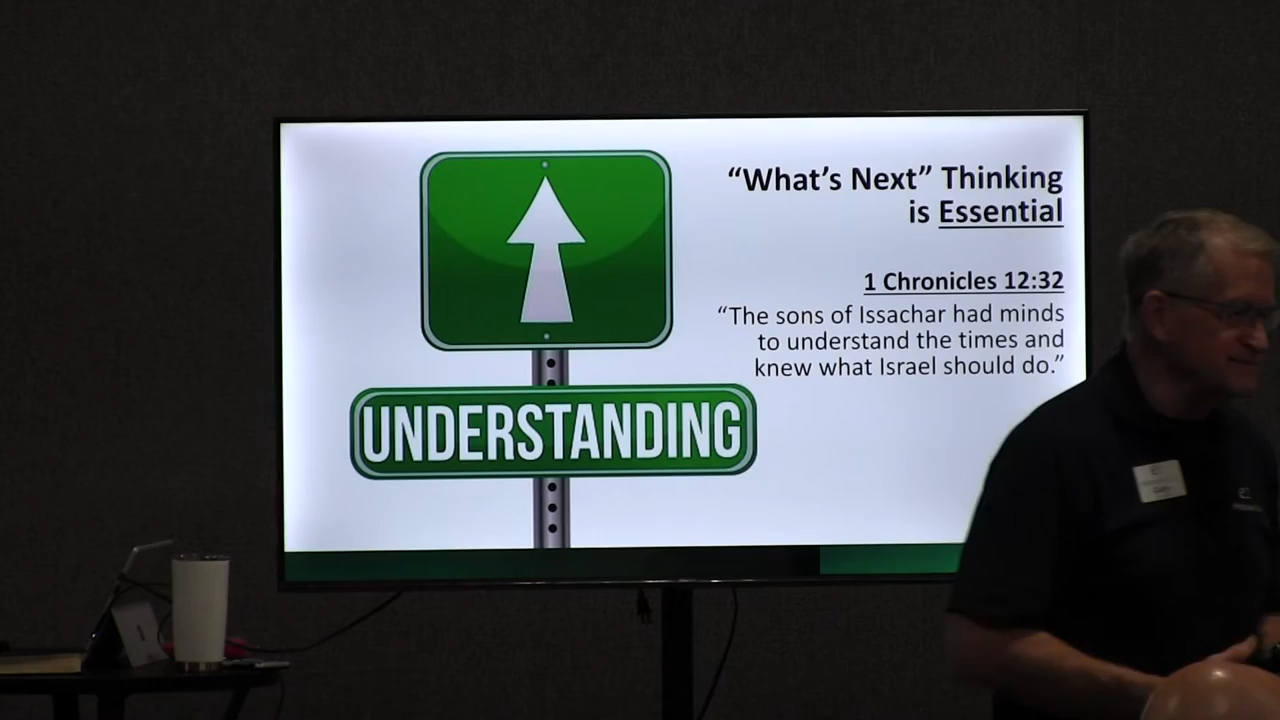 “What’s Next” Thinking
is Essential
1 Chronicles 12:32
“The sons of Issachar had minds
to understand the times and
knew what Israel should do.”
UNDERSTANDING